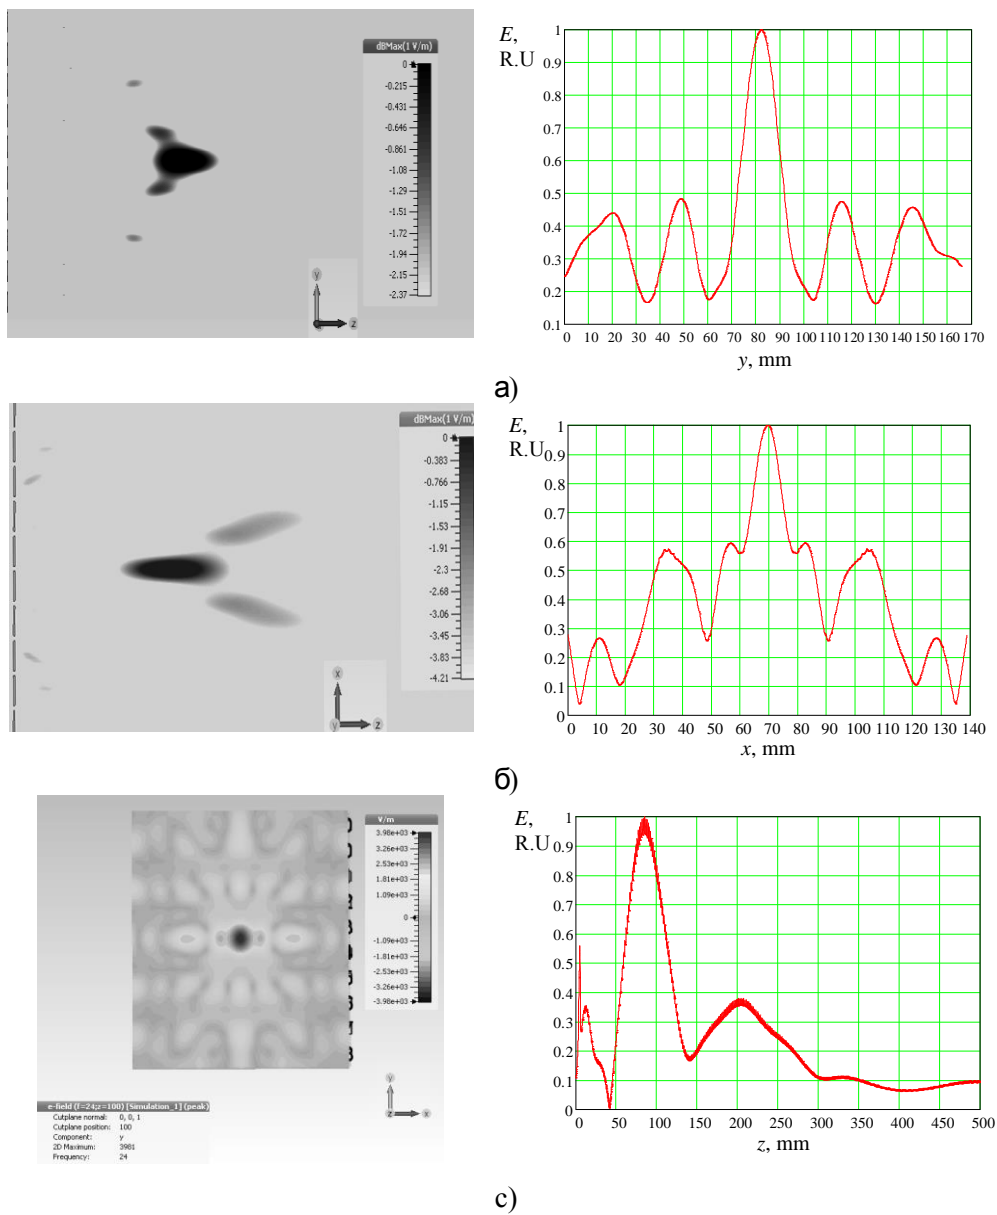 dBMax(1 V/m)
0
-0.215
-0.431
-0.646
-0.861
-1.08
-1.29
-1.51
-1.72
-1.94
-2.15
-2.37
y
z
E,
R.U
1
0.9
0.8
0.7
0.6
0.5
0.4
0.3
0.2
0.1
0 10 20 30 40 50 60 70 80 90 100 110 120 130 140 150 160 170
y, mm
а)
dBMax(1 V/m)
0
-0.383
-0.766
-1.15
-1.53
-1.91
-2.3
-2.68
-3.06
-3.45
-3.83
-4.21
x
y
z
E,
R.U
1
0.9
0.8
0.7
0.6
0.5
0.4
0.3
0.2
0.1
0
0 10 20 30 40 50 60 70 80 90 100 110 120 130 140
x, mm
б)
V/m
3.98e+03
3.26e+03
2.53e+03
1.81e+03
1.09e+03
0
-1.09e+03
-1.81e+03
-2.53e+03
-3.26e+03
-3.98e+03
y
z
x
e-field (f=24;z=100) [Simulation_1] (peak)
Cutplane normal: 0, 0, 1
Cutplane position: 100
Component: y
2D Maximum: 3981
Frequency: 24
E,
R.U
1
0.9
0.8
0.7
0.6
0.5
0.4
0.3
0.2
0.1
0
0 50 100 150 200 250 300 350 400 450 500
z, mm
с)